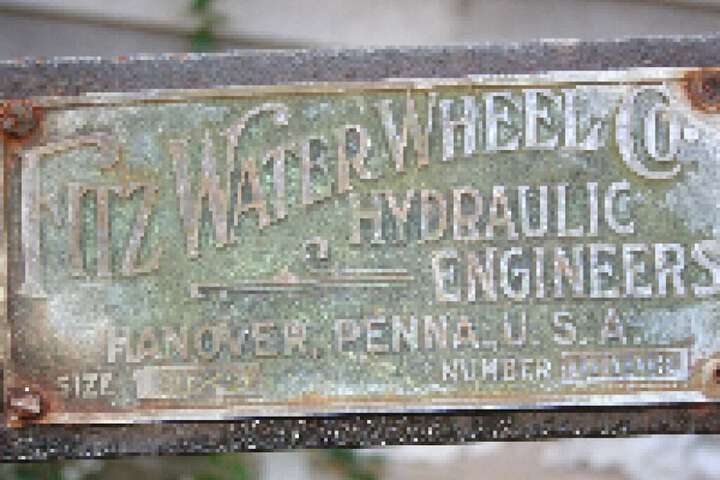 FITZ WATER WHEEL CO.
HYDRAULIC
ENGINEERS
HANOVER, PENNA., U. S. A.
SIZE NUMBER